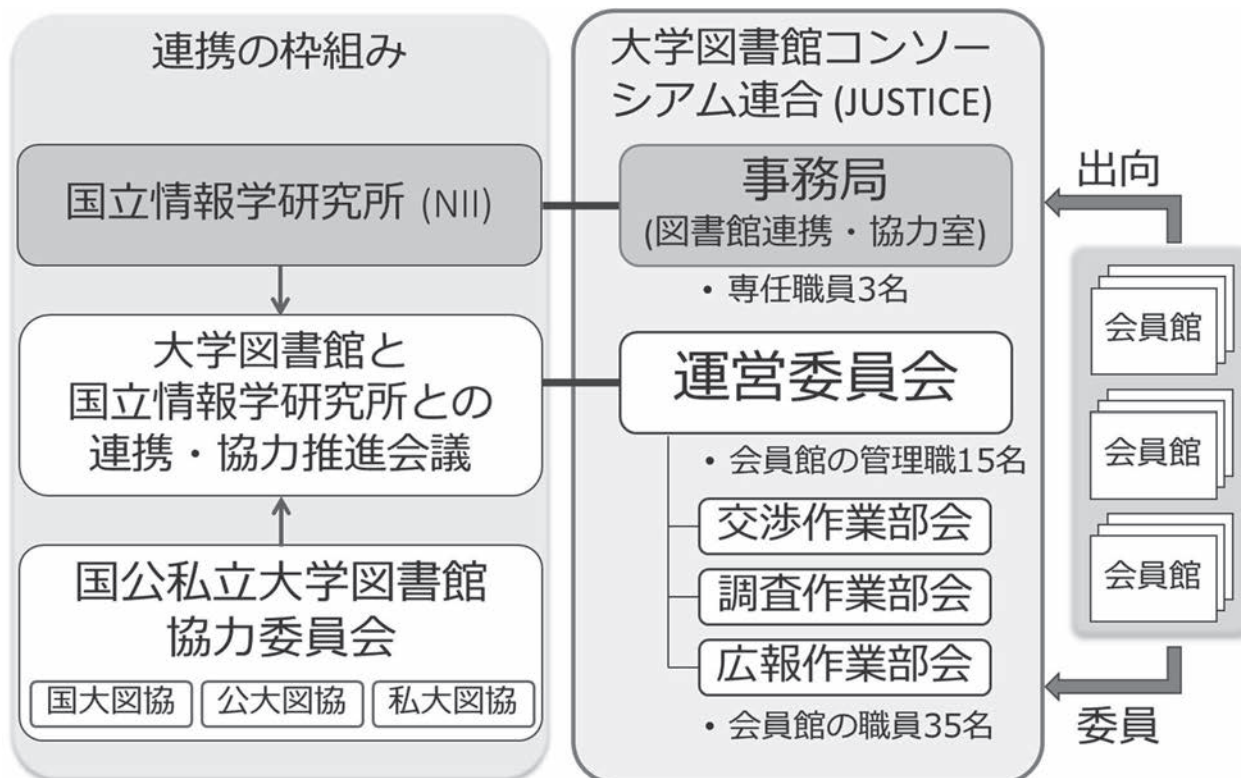 連携の枠組み
国立情報学研究所 (NII)
大学図書館と
国立情報学研究所との
連携・協力推進会議
国公私立大学図書館
協力委員会
国大図協
公大図協
私大図協
大学図書館コンソー
シアム連合 (JUSTICE)
事務局
(図書館連携・協力室)
• 専任職員3名
運営委員会
• 会員館の管理職15名
交渉作業部会
調査作業部会
広報作業部会
• 会員館の職員35名
出向
会員館
会員館
会員館
委員